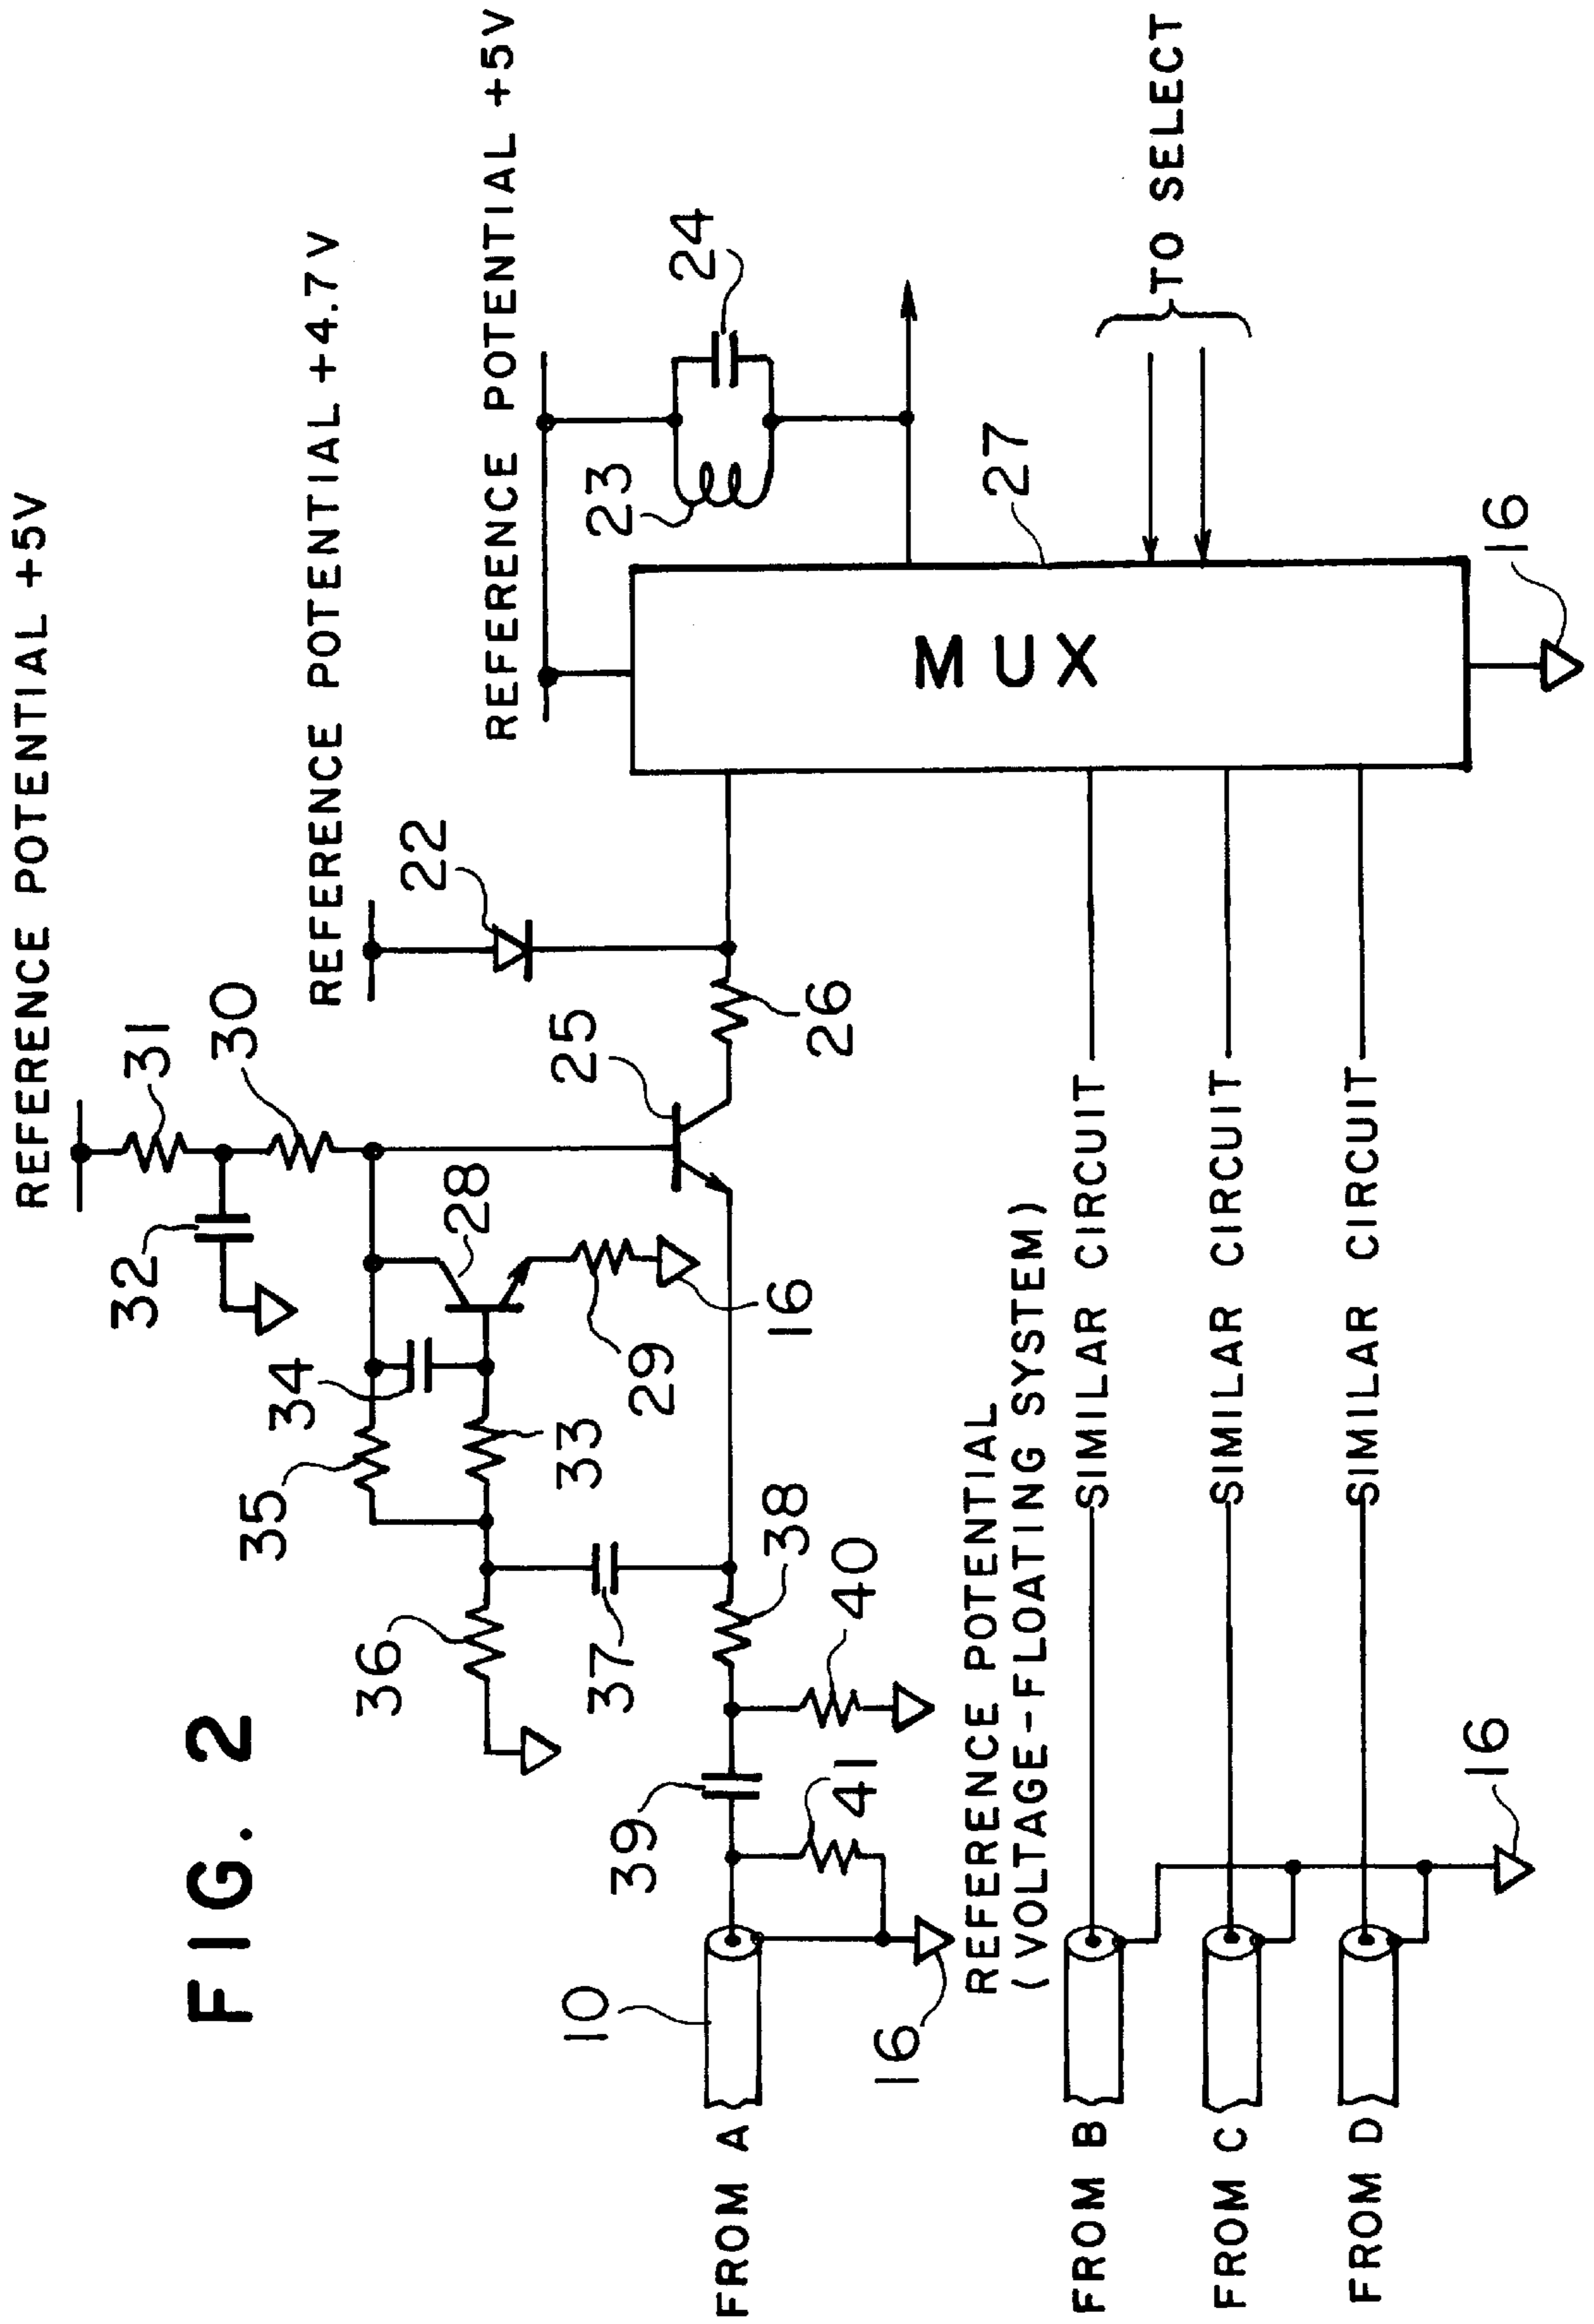 FIG. 2
REFERENCE POTENTIAL +5V
31
30
32
REFERENCE POTENTIAL +4.7V
22
REFERENCE POTENTIAL +5V
24
23
28
34
35
33
29
16
36
37
25
26
38
40
39
41
10
FROM A
16
REFERENCE POTENTIAL
(VOLTAGE-FLOATING SYSTEM)
27
MUX
TO SELECT
16
FROM B
SIMILAR CIRCUIT
FROM C
SIMILAR CIRCUIT
FROM D
SIMILAR CIRCUIT
16